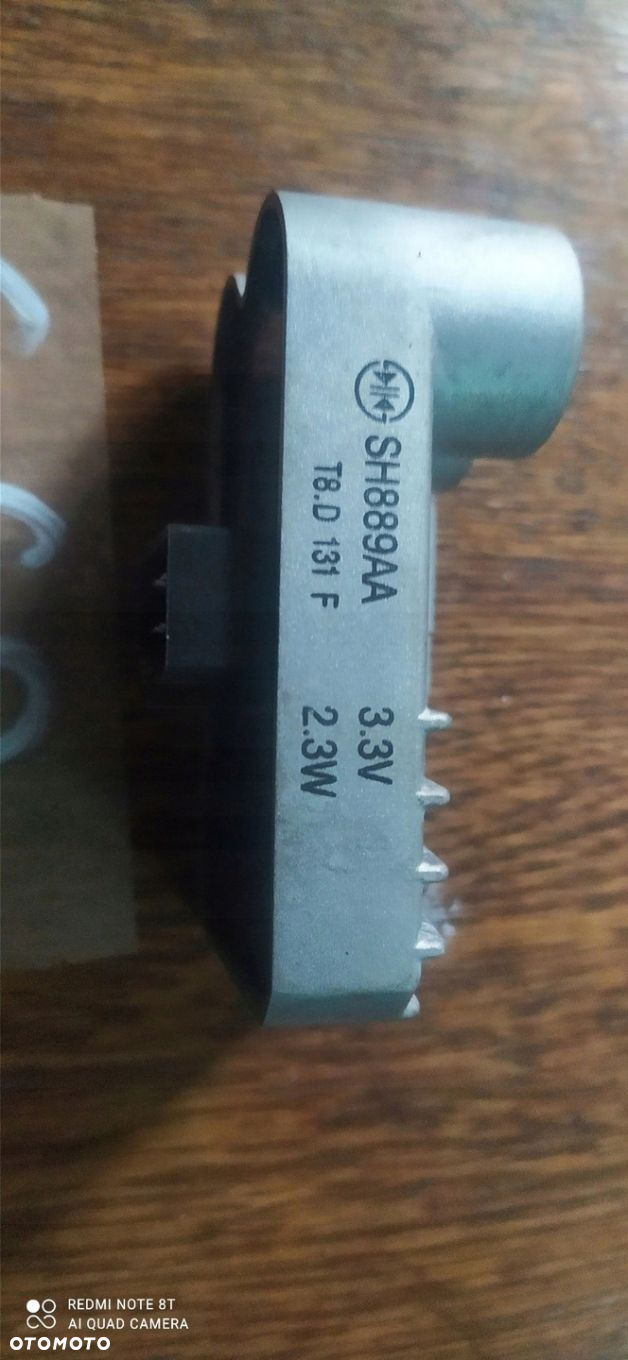 SH889AA
T8.D 131 F
3.3V
2.3W
REDMI NOTE 8T
AI QUAD CAMERA
OTOMOTO